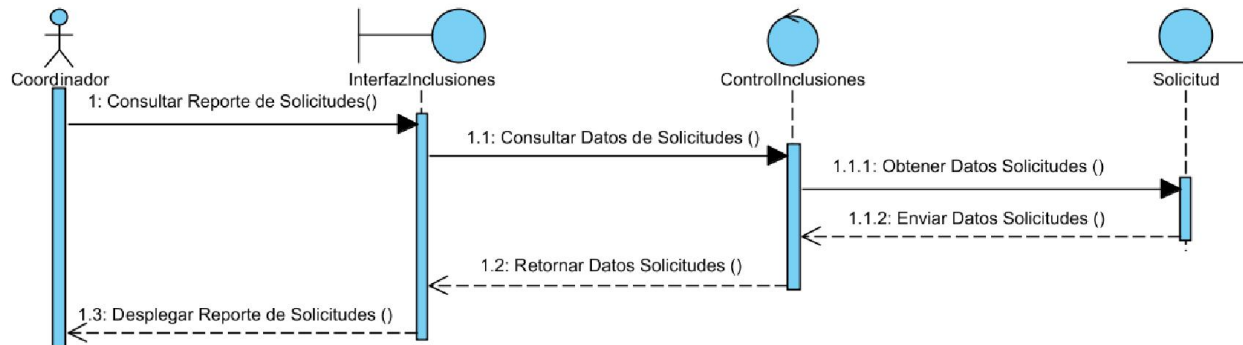 Coordinador
InterfazInclusiones
ControlInclusiones
Solicitud
1: Consultar Reporte de Solicitudes()
1.1: Consultar Datos de Solicitudes ()
1.1.1: Obtener Datos Solicitudes ()
1.1.2: Enviar Datos Solicitudes ()
1.2: Retornar Datos Solicitudes ()
1.3: Desplegar Reporte de Solicitudes ()